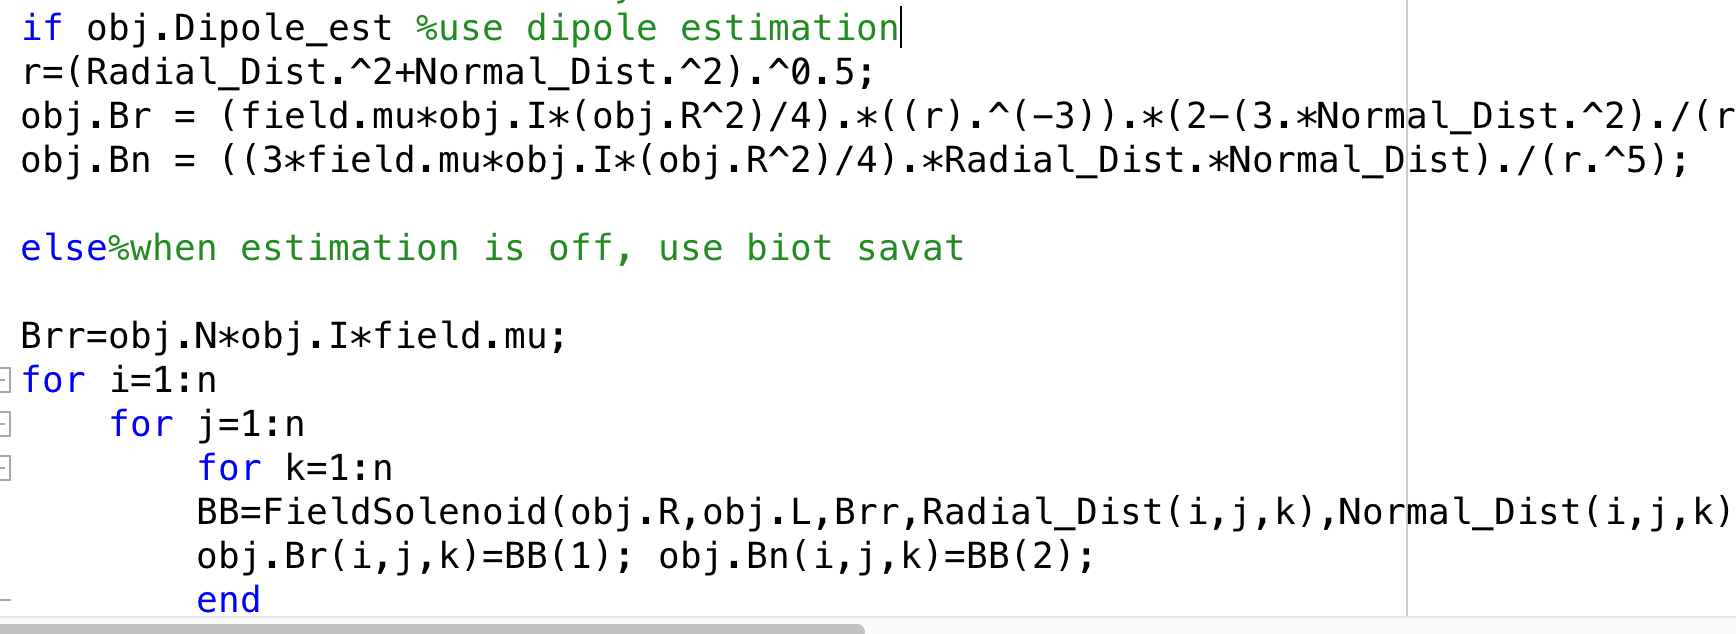 if obj.Dipole_est %use dipole estimation
r=(Radial_Dist.^2+Normal_Dist.^2).^0.5;
obj.Br = (field.mu*obj.I*(obj.R^2)/4).*((r).^(−3)).*(2−(3.*Normal_Dist.^2)./(r
obj.Bn = ((3*field.mu*obj.I*(obj.R^2)/4).*Radial_Dist.*Normal_Dist)./(r.^5);
else%when estimation is off, use biot savat
Brr=obj.N*obj.I*field.mu;
for i=1:n
for j=1:n
for k=1:n
BB=FieldSolenoid(obj.R,obj.L,Brr,Radial_Dist(i,j,k),Normal_Dist(i,j,k)
obj.Br(i,j,k)=BB(1); obj.Bn(i,j,k)=BB(2);
end